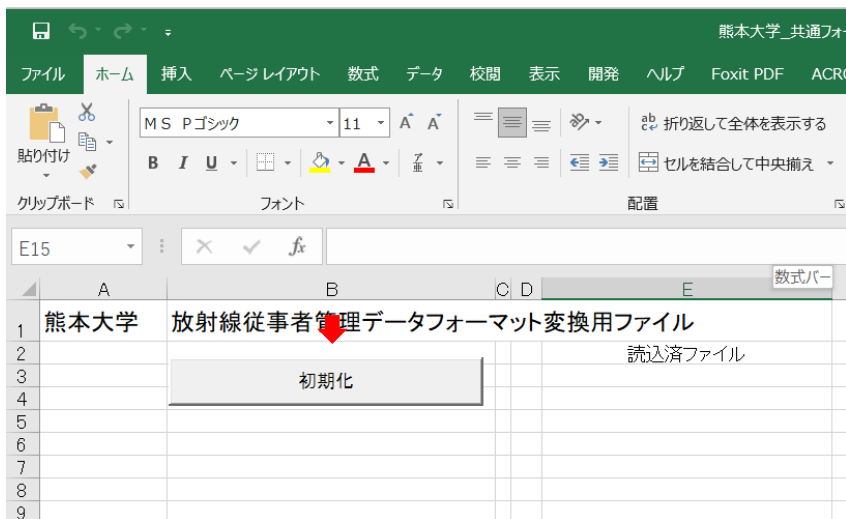 熊本大学_共通フォー
ファイル ホーム 挿入 ページ レイアウト 数式 データ 校閲 表示 開発 ヘルプ Foxit PDF ACR
貼り付け
ＭＳ Ｐゴシック 11 A A
ab 折り返して全体を表示する
B I U A ア亜
セルを結合して中央揃え
クリップボード フォント 配置
E15 fx
数式バー
A B C D E
1 熊本大学 放射線従事者管理データフォーマット変換用ファイル
2 読込済ファイル
3 初期化
4
5
6
7
8
9